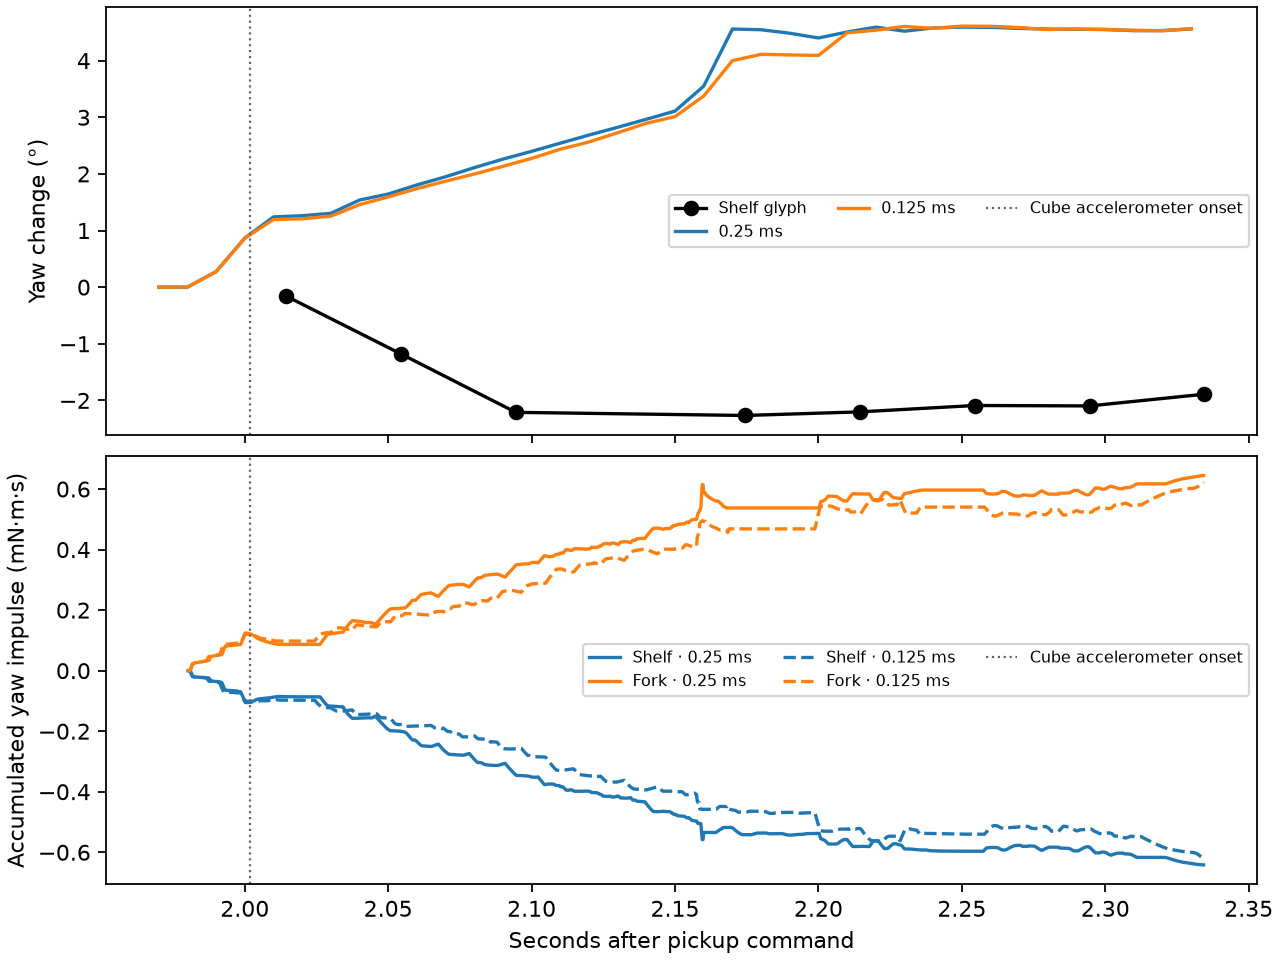 4
3
2
1
0
−1
−2
Yaw change (°)
Shelf glyph
0.25 ms
0.125 ms
Cube accelerometer onset
0.6
0.4
0.2
0.0
−0.2
−0.4
−0.6
Accumulated yaw impulse (mN·m·s)
Shelf · 0.25 ms
Fork · 0.25 ms
Shelf · 0.125 ms
Fork · 0.125 ms
Cube accelerometer onset
2.00 2.05 2.10 2.15 2.20 2.25 2.30 2.35
Seconds after pickup command